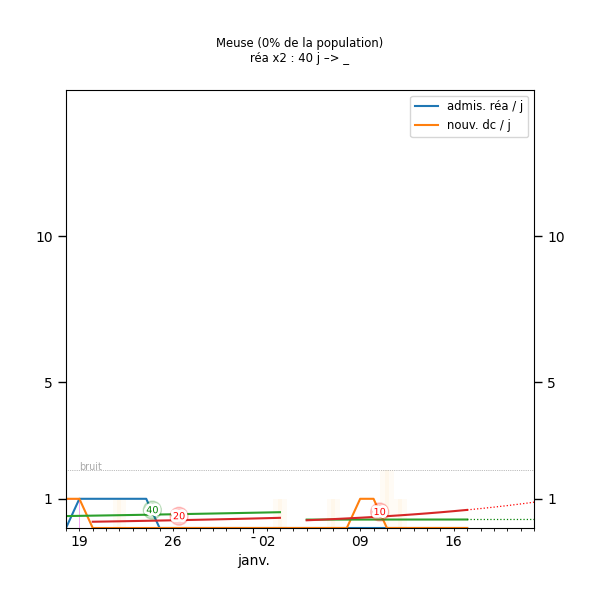 Meuse (0% de la population)
réa x2 : 40 j –> _
admis. réa / j
nouv. dc / j
10 10
5 5
bruit
1 1
40
20
10
19 26 02 09 16
janv.